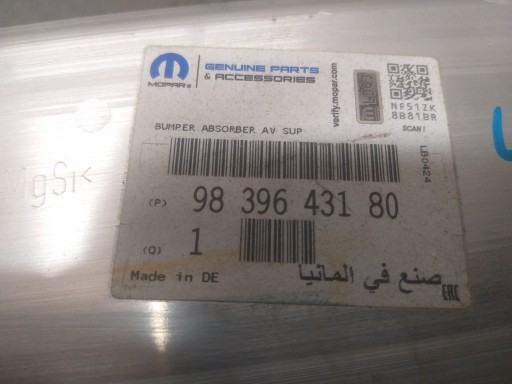 MOPAR®
GENUINE PARTS
& ACCESSORIES
verify.mopar.com
NF51ZK
8B81BR
SCAN!
BUMPER ABSORBER AV SUP
LB0424
(P) 98 396 431 80
(Q) 1
Made in DE
صنع في المانيا
EAC
MgSi<